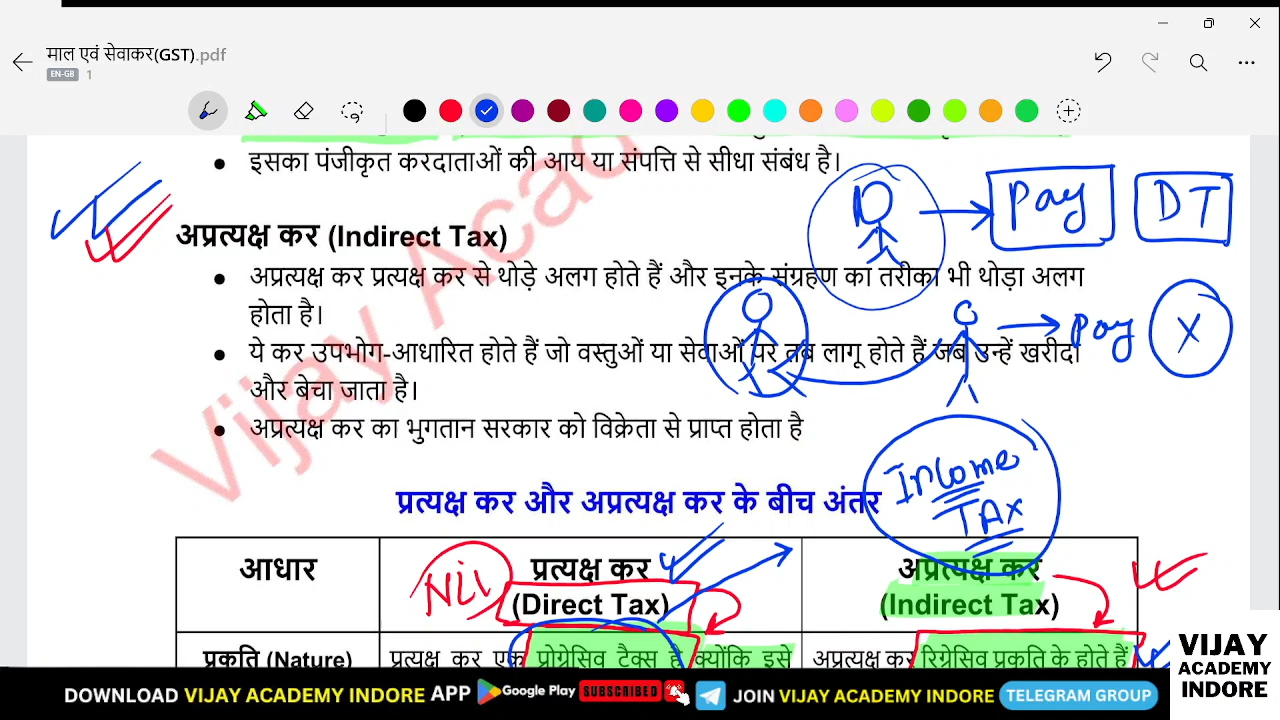 माल एवं सेवाकर(GST).pdf
EN-GB 1
• इसका पंजीकृत करदाताओं की आय या संपत्ति से सीधा संबंध है।
Pay DT
अप्रत्यक्ष कर (Indirect Tax)
• अप्रत्यक्ष कर प्रत्यक्ष कर से थोड़े अलग होते हैं और इनके संग्रहण का तरीका भी थोड़ा अलग
होता है।
Pay X
• ये कर उपभोग-आधारित होते हैं जो वस्तुओं या सेवाओं पर तब लागू होते हैं जब उन्हें खरीदा
और बेचा जाता है।
• अप्रत्यक्ष कर का भुगतान सरकार को विक्रेता से प्राप्त होता है
Vijay Acad
Income
TAX
प्रत्यक्ष कर और अप्रत्यक्ष कर के बीच अंतर
आधार
Nil
प्रत्यक्ष कर
(Direct Tax)
अप्रत्यक्ष कर
(Indirect Tax)
प्रकृति (Nature)
प्रत्यक्ष कर एक प्रोग्रेसिव टैक्स है क्योंकि इसे
अप्रत्यक्ष कर रिग्रेसिव प्रकृति के होते हैं
VIJAY
ACADEMY
INDORE
DOWNLOAD VIJAY ACADEMY INDORE APP Google Play SUBSCRIBED JOIN VIJAY ACADEMY INDORE TELEGRAM GROUP